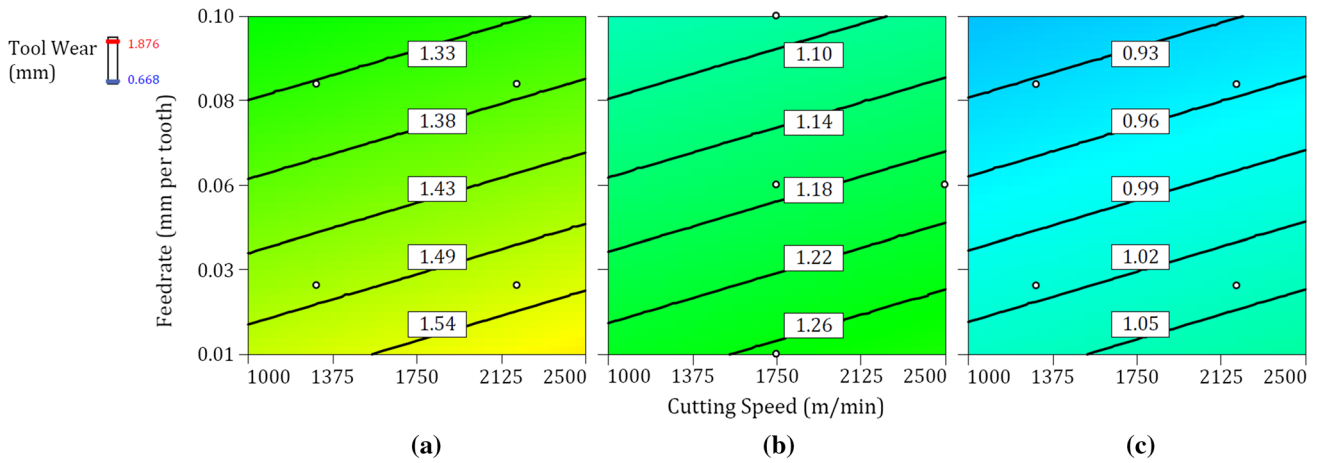 Tool Wear
(mm)
1.876
0.668
Feedrate (mm per tooth)
0.10
0.08
0.06
0.03
0.01
1.33
1.38
1.43
1.49
1.54
1000 1375 1750 2125 2500
1.10
1.14
1.18
1.22
1.26
1000 1375 1750 2125 2500
0.93
0.96
0.99
1.02
1.05
1000 1375 1750 2125 2500
Cutting Speed (m/min)
(a) (b) (c)